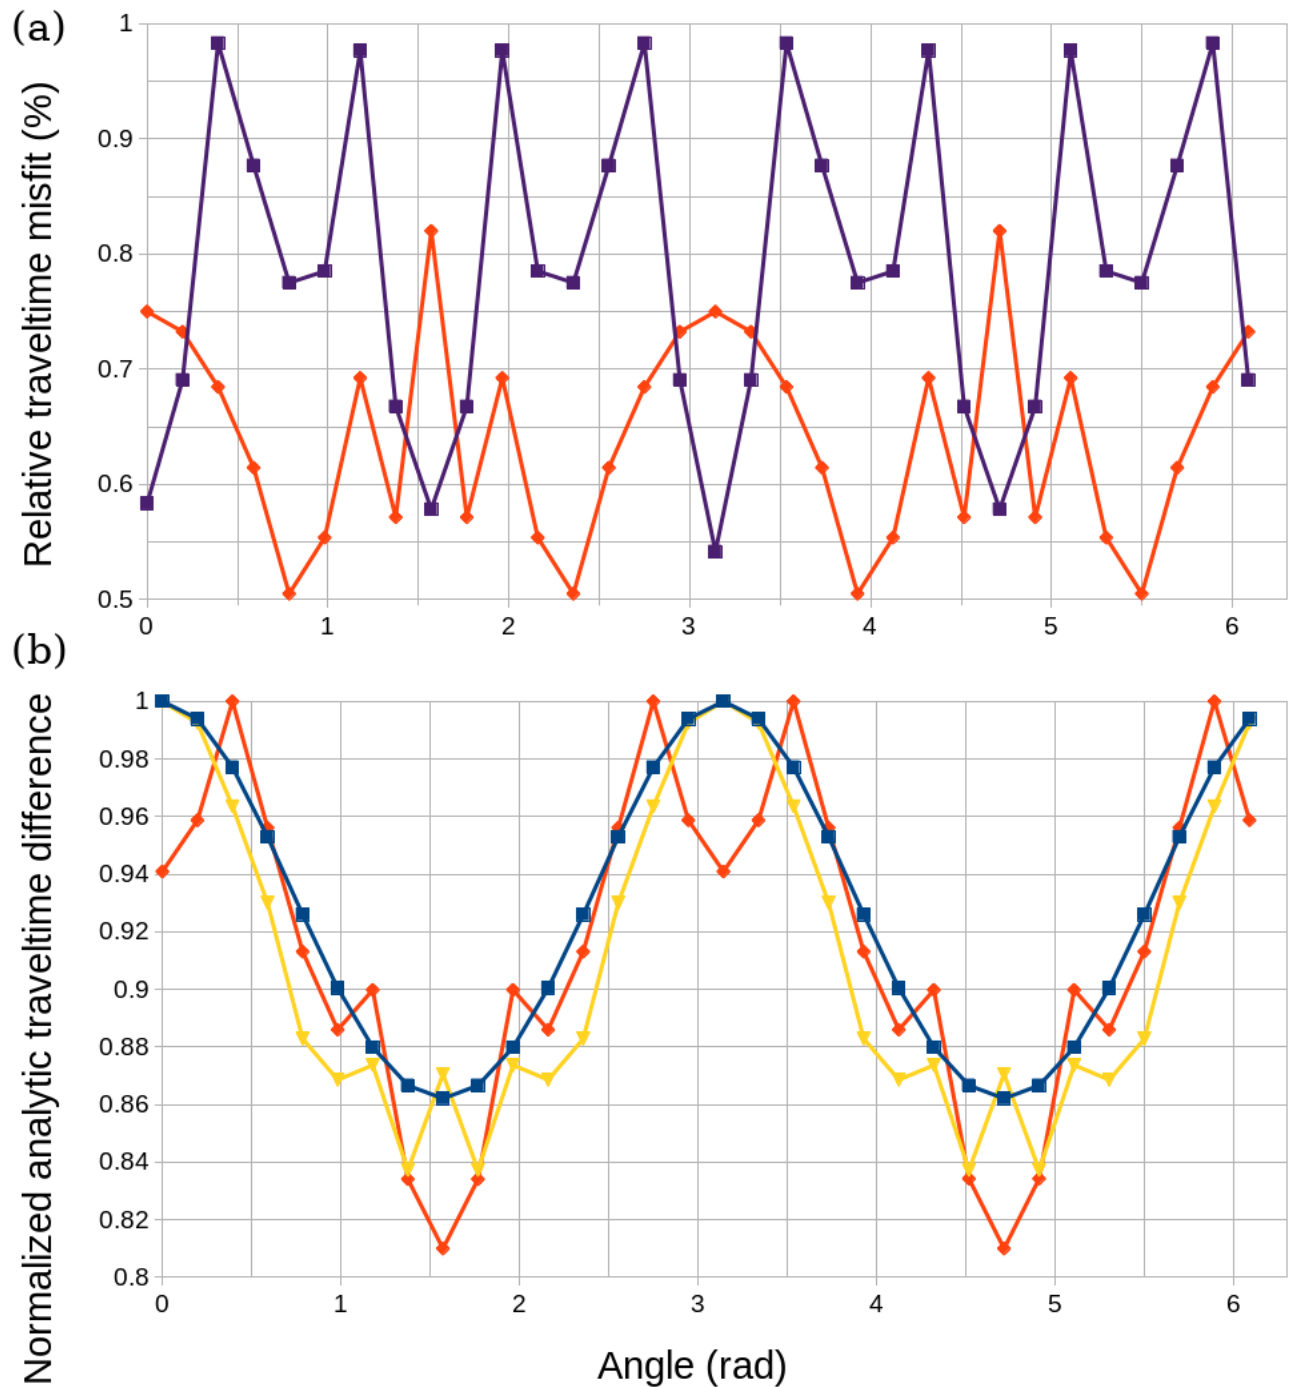 (a)
Relative traveltime misfit (%)
1
0.9
0.8
0.7
0.6
0.5
0 1 2 3 4 5 6
(b)
Normalized analytic traveltime difference
1
0.98
0.96
0.94
0.92
0.9
0.88
0.86
0.84
0.82
0.8
0 1 2 3 4 5 6
Angle (rad)